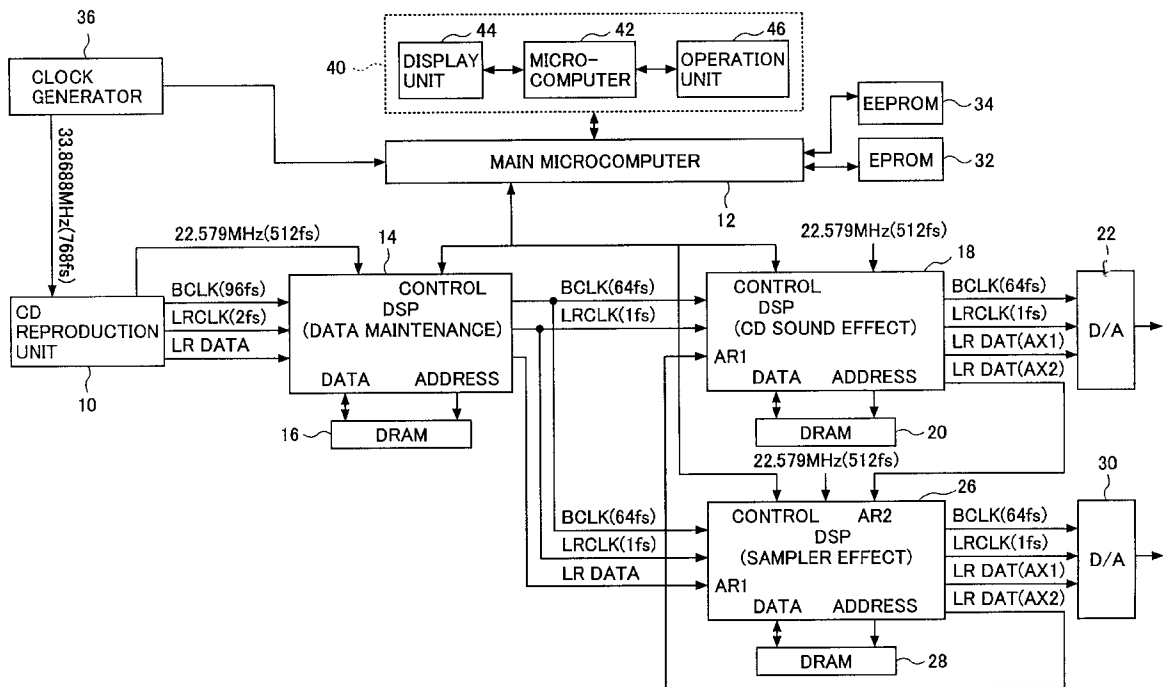 36
CLOCK
GENERATOR
33.8688MHz(768fs)
40
44
DISPLAY
UNIT
42
MICRO-
COMPUTER
46
OPERATION
UNIT
EEPROM
34
EPROM
32
MAIN MICROCOMPUTER
12
22.579MHz(512fs)
BCLK(96fs)
LRCLK(2fs)
LR DATA
CD
REPRODUCTION
UNIT
10
14
CONTROL
DSP
(DATA MAINTENANCE)
DATA
ADDRESS
16
DRAM
BCLK(64fs)
LRCLK(1fs)
22.579MHz(512fs)
18
CONTROL
DSP
(CD SOUND EFFECT)
AR1
DATA
ADDRESS
DRAM
20
BCLK(64fs)
LRCLK(1fs)
LR DAT(AX1)
LR DAT(AX2)
22
D/A
22.579MHz(512fs)
26
BCLK(64fs)
LRCLK(1fs)
LR DATA
CONTROL
AR2
DSP
(SAMPLER EFFECT)
AR1
DATA
ADDRESS
DRAM
28
BCLK(64fs)
LRCLK(1fs)
LR DAT(AX1)
LR DAT(AX2)
30
D/A